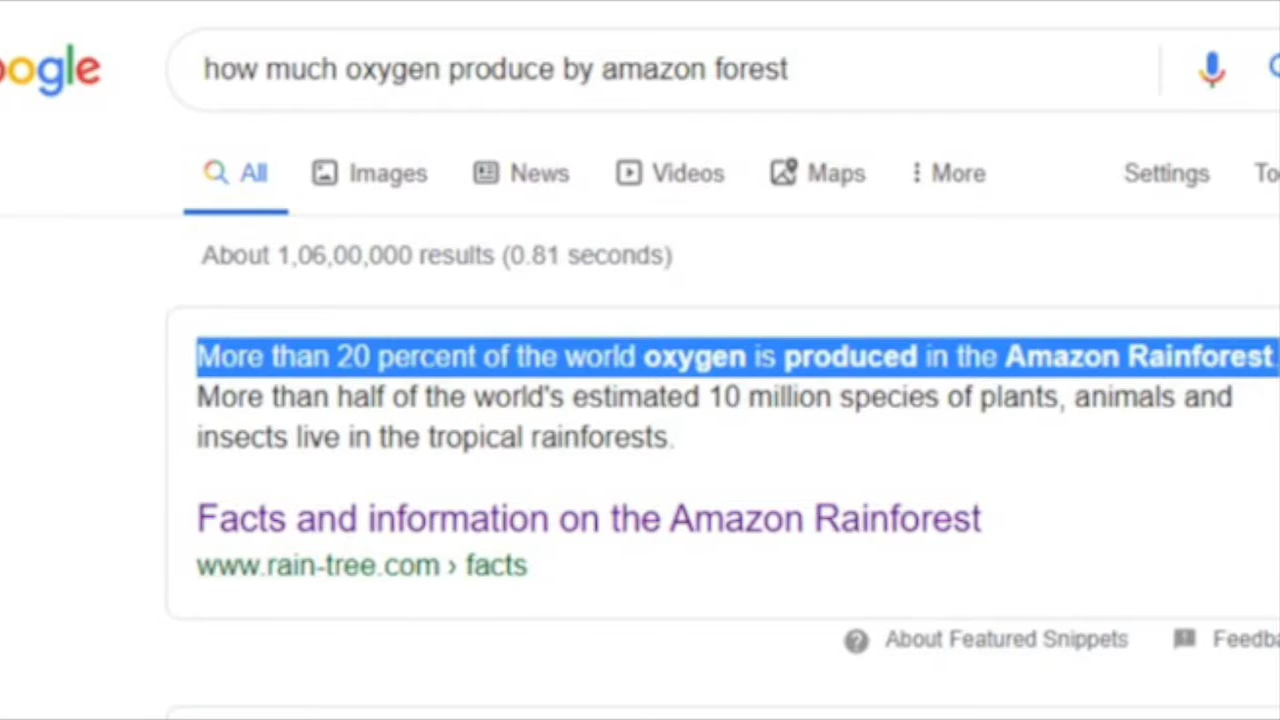 oogle
how much oxygen produce by amazon forest
All Images News Videos Maps More Settings
About 1,06,00,000 results (0.81 seconds)
More than 20 percent of the world oxygen is produced in the Amazon Rainforest
More than half of the world's estimated 10 million species of plants, animals and
insects live in the tropical rainforests.
Facts and information on the Amazon Rainforest
www.rain-tree.com › facts
About Featured Snippets